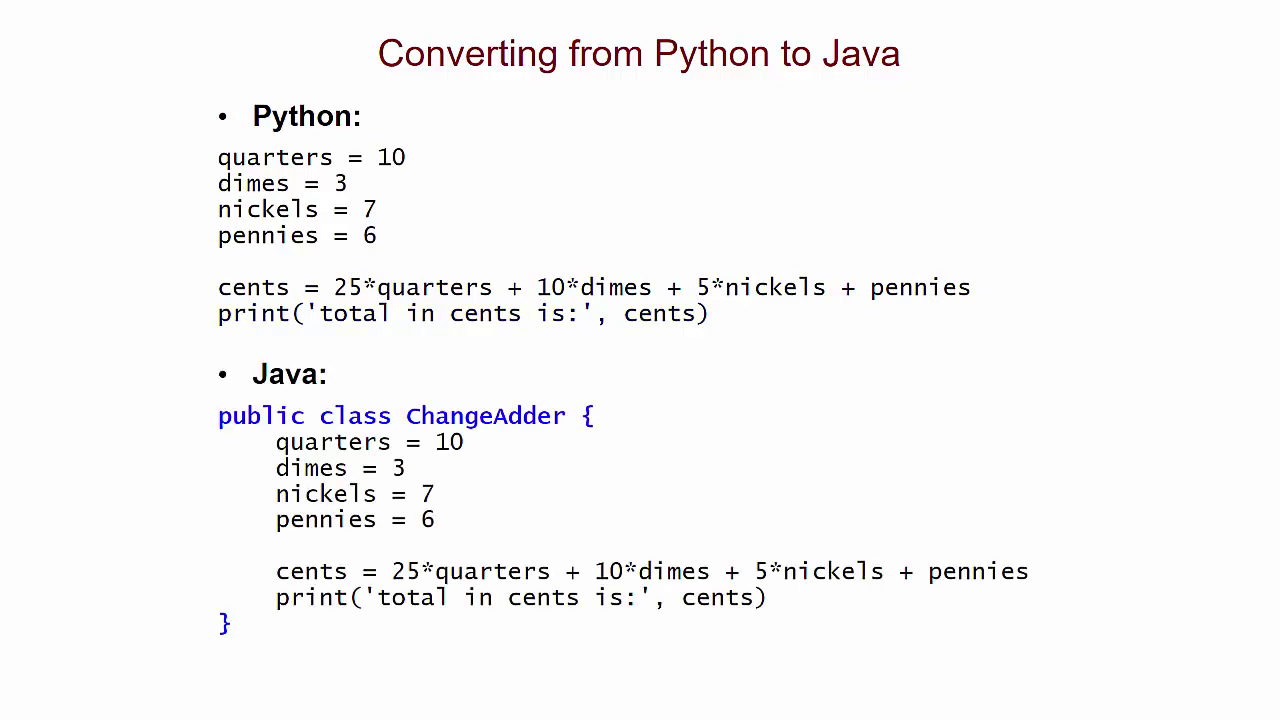 Converting from Python to Java
• Python:
quarters = 10
dimes = 3
nickels = 7
pennies = 6
cents = 25*quarters + 10*dimes + 5*nickels + pennies
print('total in cents is:', cents)
• Java:
public class ChangeAdder {
    quarters = 10
    dimes = 3
    nickels = 7
    pennies = 6
    cents = 25*quarters + 10*dimes + 5*nickels + pennies
    print('total in cents is:', cents)
}